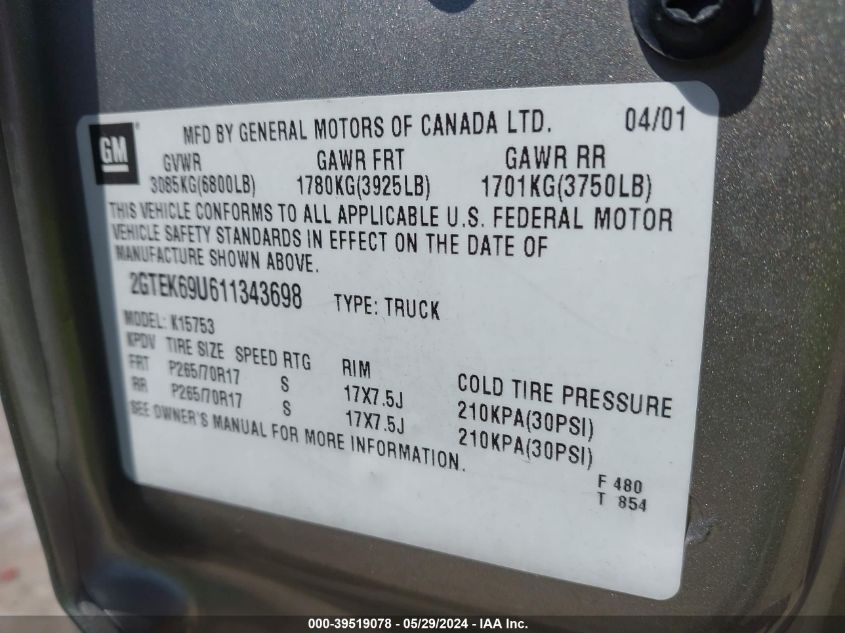 GM
MFD BY GENERAL MOTORS OF CANADA LTD. 04/01
GVWR GAWR FRT GAWR RR
3085KG(6800LB) 1780KG(3925LB) 1701KG(3750LB)
THIS VEHICLE CONFORMS TO ALL APPLICABLE U.S. FEDERAL MOTOR
VEHICLE SAFETY STANDARDS IN EFFECT ON THE DATE OF
MANUFACTURE SHOWN ABOVE.
2GTEK69U611343698 TYPE: TRUCK
MODEL: K15753
KPDV TIRE SIZE SPEED RTG RIM COLD TIRE PRESSURE
FRT P265/70R17 S 17X7.5J 210KPA(30PSI)
RR P265/70R17 S 17X7.5J 210KPA(30PSI)
SEE OWNER'S MANUAL FOR MORE INFORMATION.
F 480
T 854
000-39519078 - 05/29/2024 - IAA Inc.